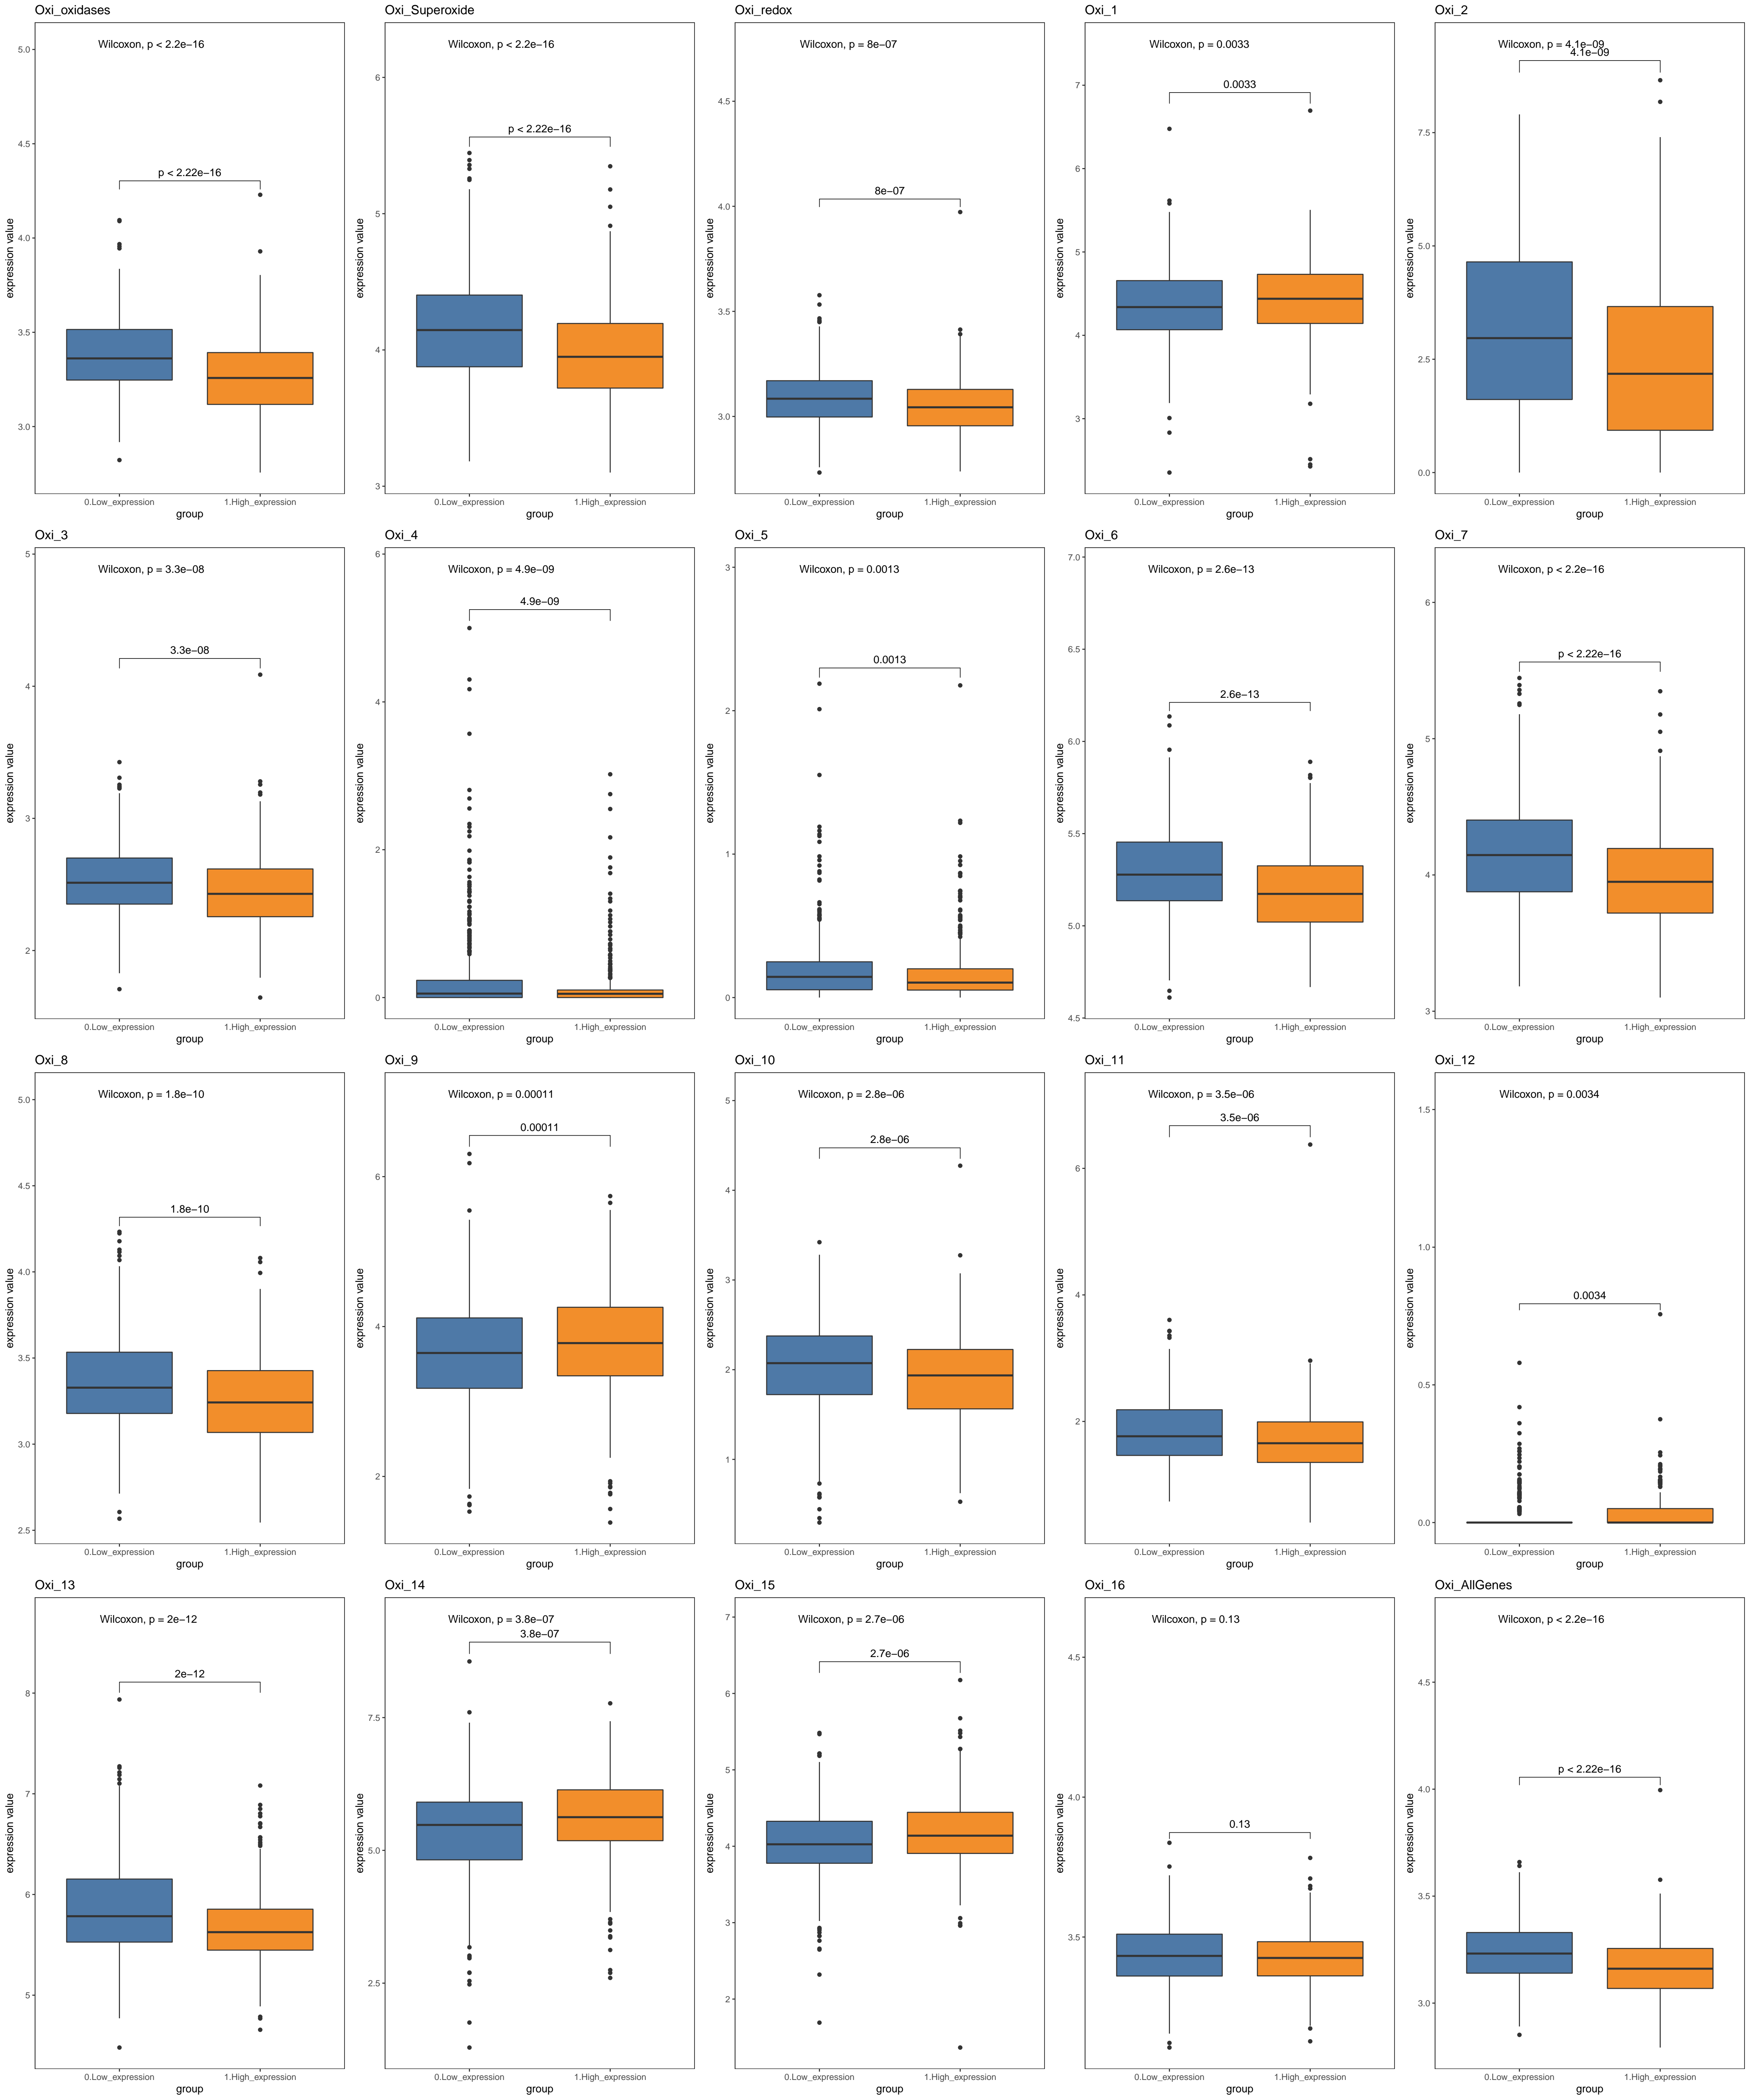 Oxi_oxidases
Wilcoxon, p < 2.2e−16
p < 2.22e−16
5.0
4.5
4.0
3.5
3.0
expression value
0.Low_expression
1.High_expression
group
Oxi_Superoxide
Wilcoxon, p < 2.2e−16
p < 2.22e−16
6
5
4
3
expression value
0.Low_expression
1.High_expression
group
Oxi_redox
Wilcoxon, p = 8e−07
8e−07
4.5
4.0
3.5
3.0
expression value
0.Low_expression
1.High_expression
group
Oxi_1
Wilcoxon, p = 0.0033
0.0033
7
6
5
4
3
expression value
0.Low_expression
1.High_expression
group
Oxi_2
Wilcoxon, p = 4.1e−09
4.1e−09
7.5
5.0
2.5
0.0
expression value
0.Low_expression
1.High_expression
group
Oxi_3
Wilcoxon, p = 3.3e−08
3.3e−08
5
4
3
2
expression value
0.Low_expression
1.High_expression
group
Oxi_4
Wilcoxon, p = 4.9e−09
4.9e−09
6
4
2
0
expression value
0.Low_expression
1.High_expression
group
Oxi_5
Wilcoxon, p = 0.0013
0.0013
3
2
1
0
expression value
0.Low_expression
1.High_expression
group
Oxi_6
Wilcoxon, p = 2.6e−13
2.6e−13
7.0
6.5
6.0
5.5
5.0
4.5
expression value
0.Low_expression
1.High_expression
group
Oxi_7
Wilcoxon, p < 2.2e−16
p < 2.22e−16
6
5
4
3
expression value
0.Low_expression
1.High_expression
group
Oxi_8
Wilcoxon, p = 1.8e−10
1.8e−10
5.0
4.5
4.0
3.5
3.0
2.5
expression value
0.Low_expression
1.High_expression
group
Oxi_9
Wilcoxon, p = 0.00011
0.00011
6
4
2
expression value
0.Low_expression
1.High_expression
group
Oxi_10
Wilcoxon, p = 2.8e−06
2.8e−06
5
4
3
2
1
expression value
0.Low_expression
1.High_expression
group
Oxi_11
Wilcoxon, p = 3.5e−06
3.5e−06
6
4
2
expression value
0.Low_expression
1.High_expression
group
Oxi_12
Wilcoxon, p = 0.0034
0.0034
1.5
1.0
0.5
0.0
expression value
0.Low_expression
1.High_expression
group
Oxi_13
Wilcoxon, p = 2e−12
2e−12
8
7
6
5
expression value
0.Low_expression
1.High_expression
group
Oxi_14
Wilcoxon, p = 3.8e−07
3.8e−07
7.5
5.0
2.5
expression value
0.Low_expression
1.High_expression
group
Oxi_15
Wilcoxon, p = 2.7e−06
2.7e−06
7
6
5
4
3
2
expression value
0.Low_expression
1.High_expression
group
Oxi_16
Wilcoxon, p = 0.13
0.13
4.5
4.0
3.5
expression value
0.Low_expression
1.High_expression
group
Oxi_AllGenes
Wilcoxon, p < 2.2e−16
p < 2.22e−16
4.5
4.0
3.5
3.0
expression value
0.Low_expression
1.High_expression
group